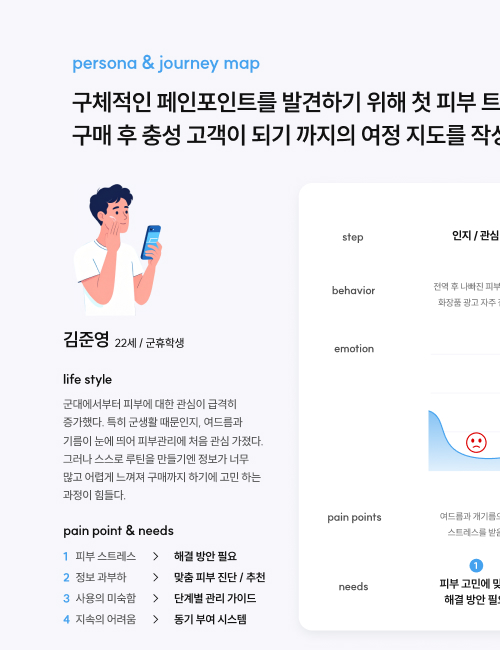 persona & journey map
구체적인 페인포인트를 발견하기 위해 첫 피부 트
구매 후 충성 고객이 되기 까지의 여정 지도를 작성
김준영 22세 / 군휴학생
life style
군대에서부터 피부에 대한 관심이 급격히
증가했다. 특히 군생활 때문인지, 여드름과
기름이 눈에 띄어 피부관리에 처음 관심 가졌다.
그러나 스스로 루틴을 만들기엔 정보가 너무
많고 어렵게 느껴져 구매까지 하기에 고민 하는
과정이 힘들다.
pain point & needs
1 피부 스트레스 > 해결 방안 필요
2 정보 과부하 > 맞춤 피부 진단 / 추천
3 사용의 미숙함 > 단계별 관리 가이드
4 지속의 어려움 > 동기 부여 시스템
step
인지 / 관심
behavior
전역 후 나빠진 피부
화장품 광고 자주
emotion
pain points
여드름과 개기름으
스트레스를 받음
needs
1
피부 고민에 맞
해결 방안 필요